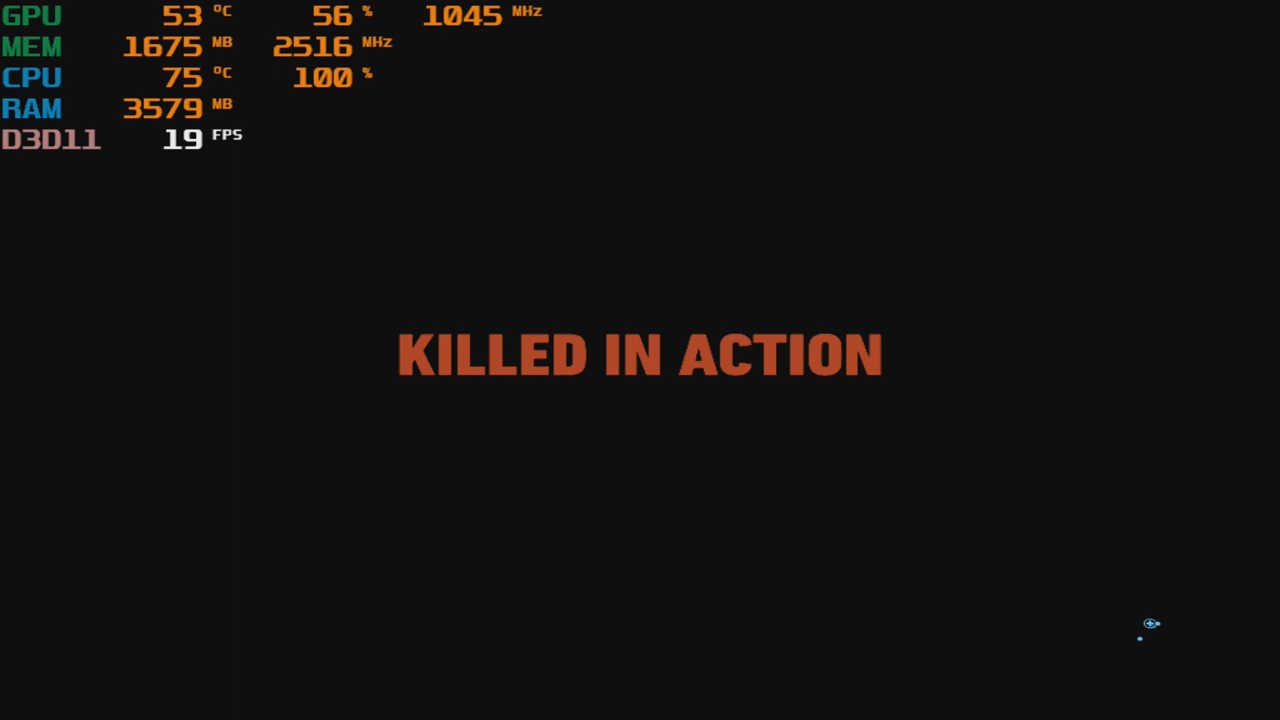 GPU 53 °C 56 % 1045 MHz
MEM 1675 MB 2516 MHz
CPU 75 °C 100 %
RAM 3579 MB
D3D11 19 FPS
KILLED IN ACTION